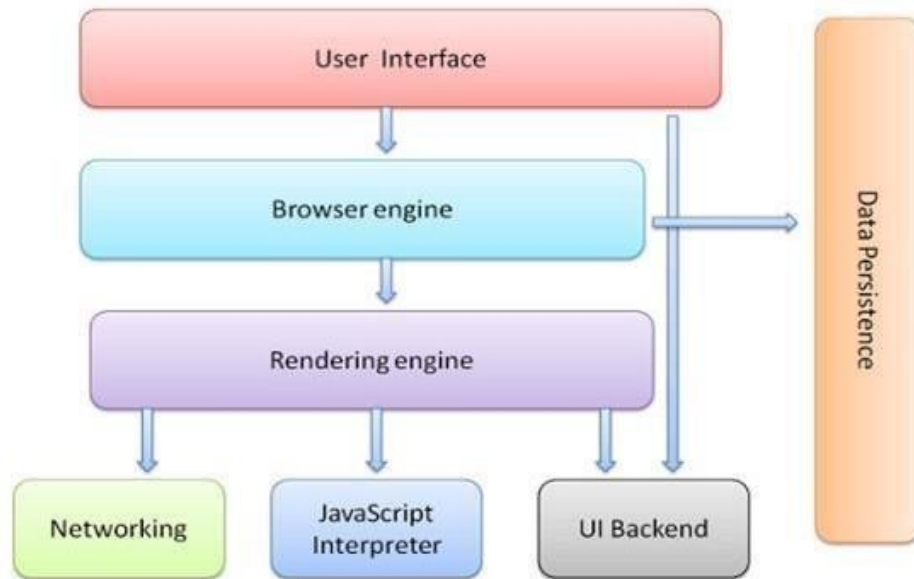 User Interface
Browser engine
Data Persistence
Rendering engine
Networking
JavaScript
Interpreter
UI Backend